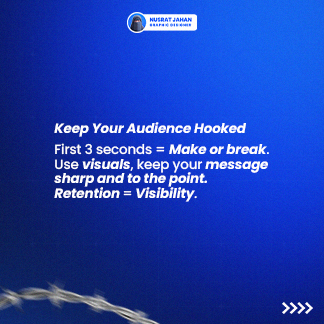 NUSRAT JAHAN
GRAPHIC DESIGNER
Keep Your Audience Hooked
First 3 seconds = Make or break.
Use visuals, keep your message
sharp and to the point.
Retention = Visibility.